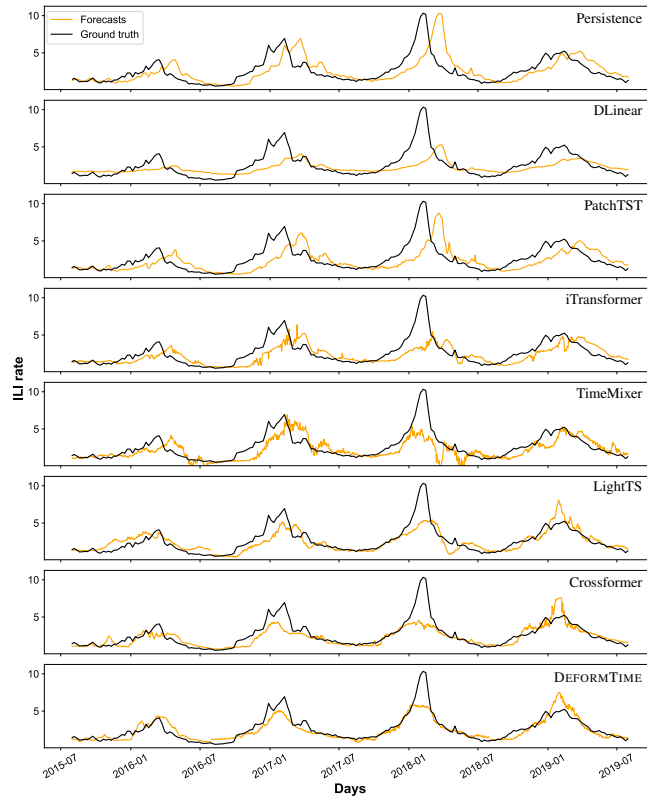 10
5
Forecasts
Ground truth
Persistence
10
5
DLinear
10
5
PatchTST
10
5
iTransformer
ILI rate
10
5
TimeMixer
10
5
LightTS
10
5
Crossformer
10
5
DEFORMTIME
2015-07
2016-01
2016-07
2017-01
2017-07
2018-01
2018-07
2019-01
2019-07
Days